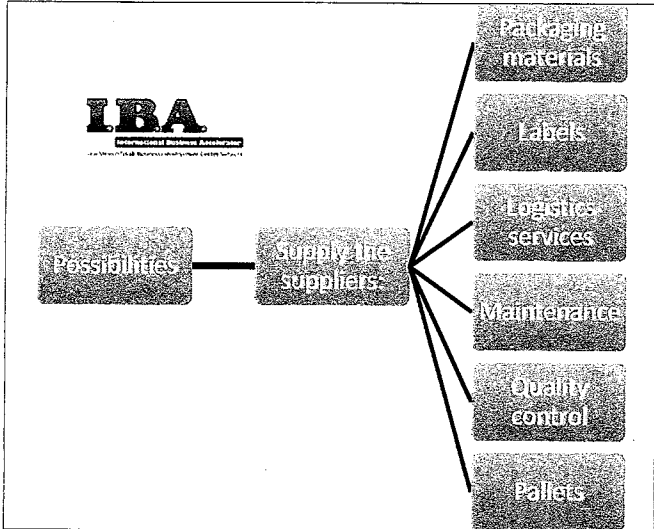 Packaging
materials
I.B.A.
International Business Accelerator
Labels
Logistics
services
Possibilities
Supply the
suppliers:
Maintenance
Quality
control
Pallets